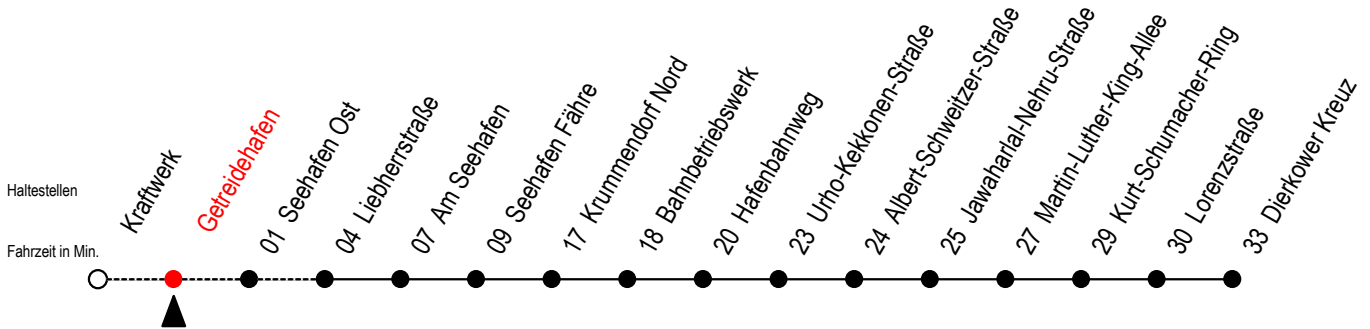 Haltestellen
Fahrzeit in Min.
Kraftwerk
Getreidehafen
01 Seehafen Ost
04 Liebherrstraße
07 Am Seehafen
09 Seehafen Fähre
17 Krummendorf Nord
18 Bahnbetriebswerk
20 Hafenbahnweg
23 Urho-Kekkonen-Straße
24 Albert-Schweitzer-Straße
25 Jawaharlal-Nehru-Straße
27 Martin-Luther-King-Allee
29 Kurt-Schumacher-Ring
30 Lorenzstraße
33 Dierkower Kreuz